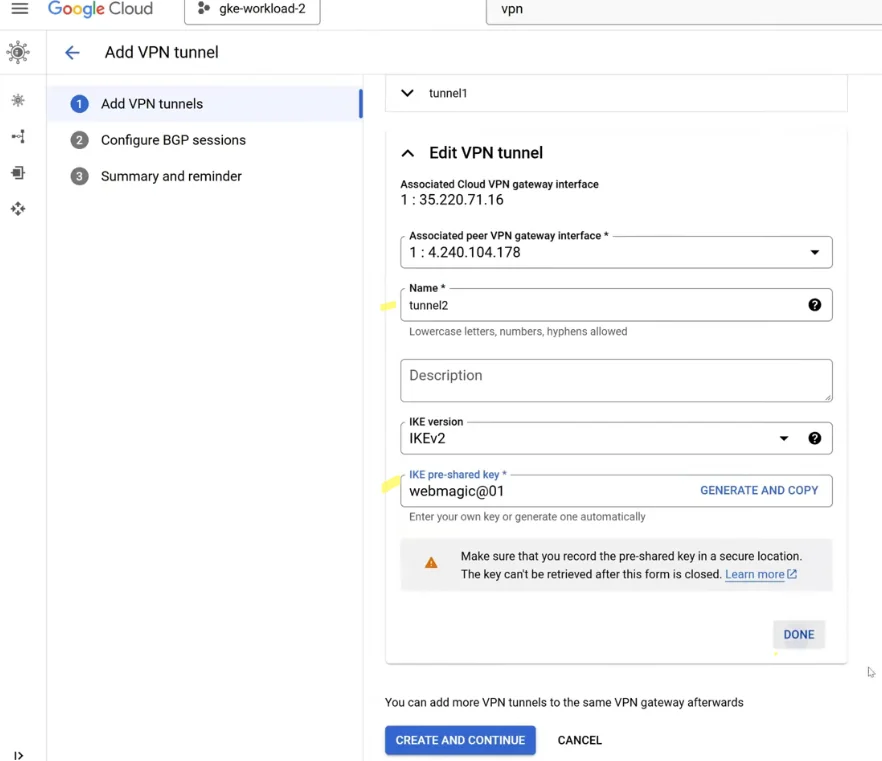 Google Cloud
gke-workload-2
vpn
Add VPN tunnel
1 Add VPN tunnels
2 Configure BGP sessions
3 Summary and reminder
tunnel1
Edit VPN tunnel
Associated Cloud VPN gateway interface
1 : 35.220.71.16
Associated peer VPN gateway interface *
1 : 4.240.104.178
Name *
tunnel2
Lowercase letters, numbers, hyphens allowed
Description
IKE version
IKEv2
IKE pre-shared key *
webmagic@01 GENERATE AND COPY
Enter your own key or generate one automatically
Make sure that you record the pre-shared key in a secure location.
The key can't be retrieved after this form is closed. Learn more
DONE
You can add more VPN tunnels to the same VPN gateway afterwards
CREATE AND CONTINUE CANCEL